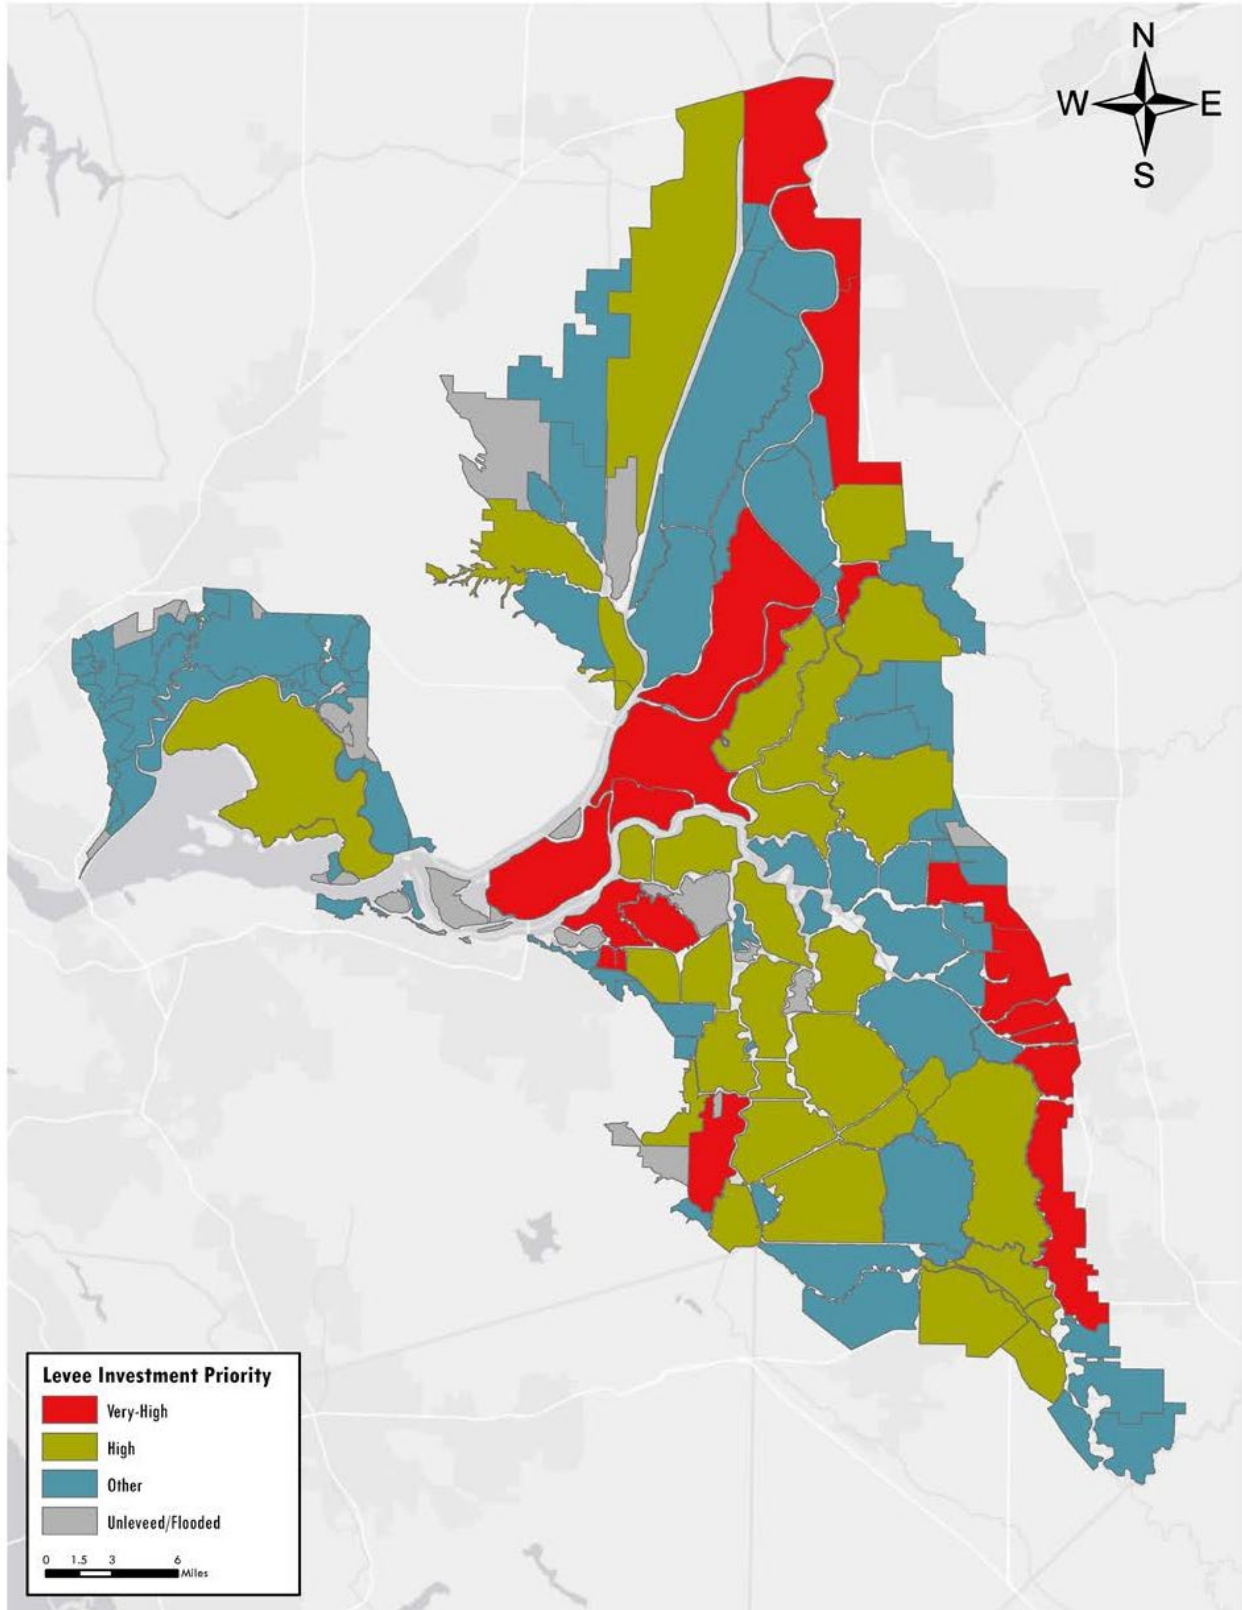 N
W E
S
Levee Investment Priority
Very-High
High
Other
Unleveed/Flooded
0 1.5 3 6
Miles